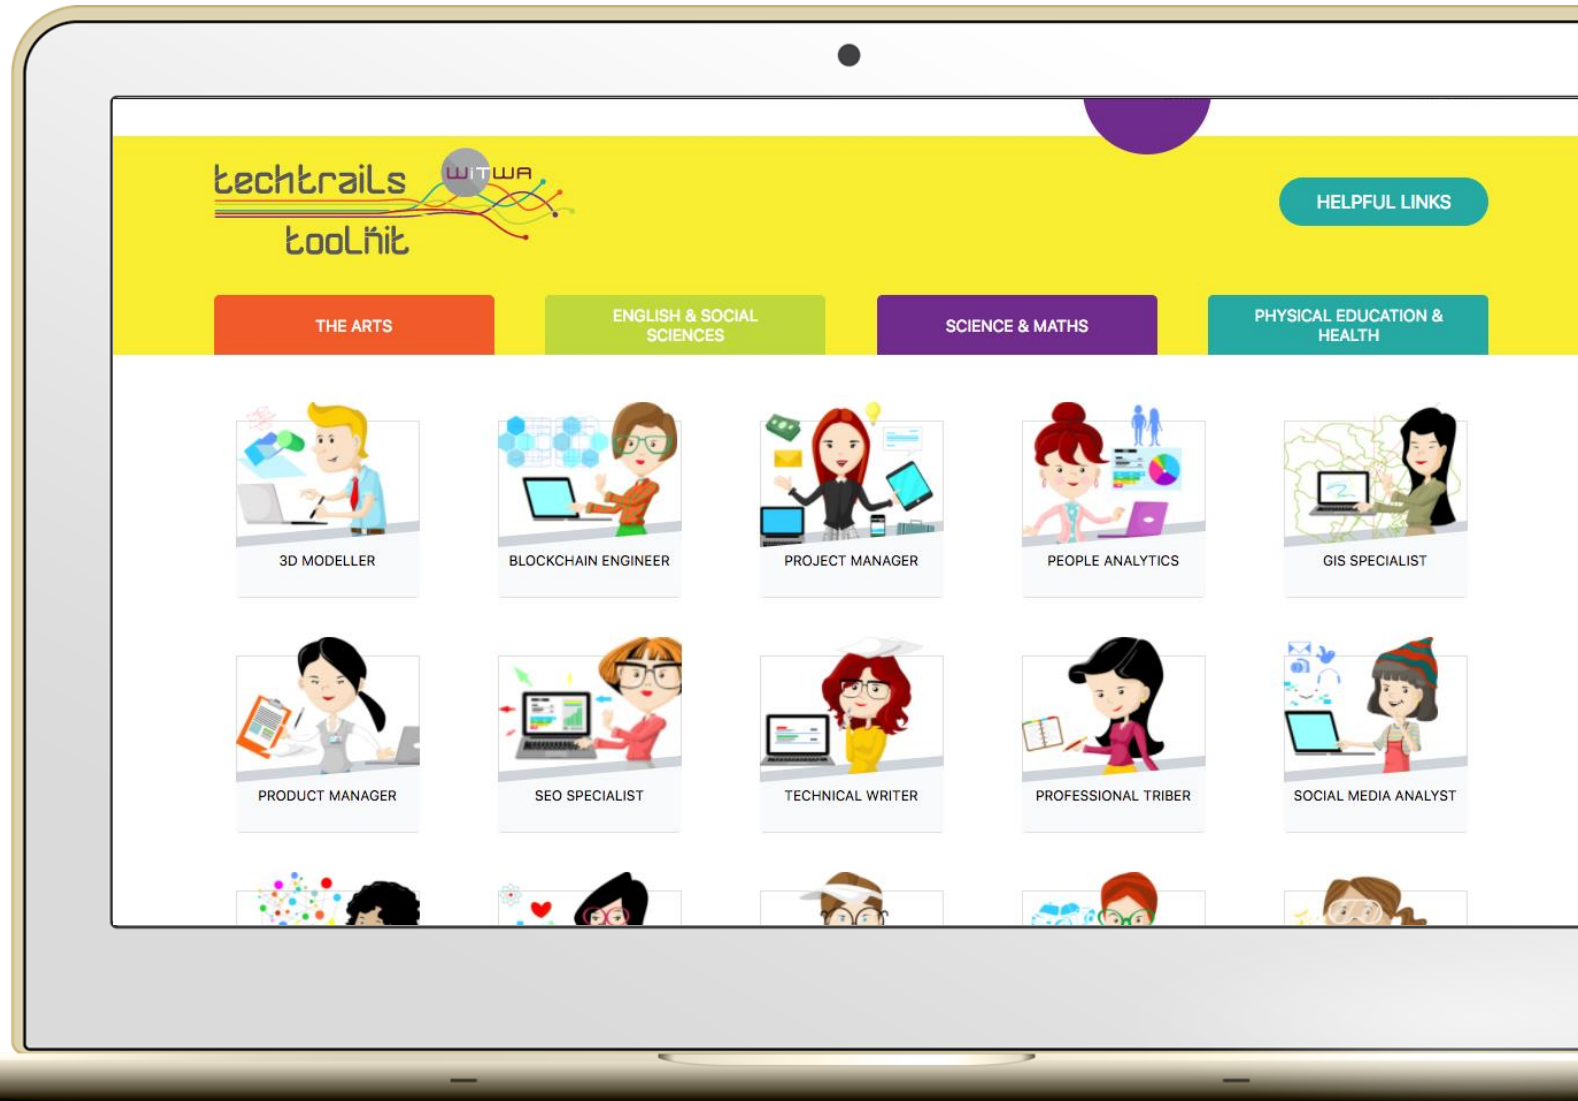 techtrails
WiTWA
toolkit
HELPFUL LINKS
THE ARTS
ENGLISH & SOCIAL
SCIENCES
SCIENCE & MATHS
PHYSICAL EDUCATION &
HEALTH
3D MODELLER
BLOCKCHAIN ENGINEER
PROJECT MANAGER
PEOPLE ANALYTICS
GIS SPECIALIST
PRODUCT MANAGER
SEO SPECIALIST
TECHNICAL WRITER
PROFESSIONAL TRIBER
SOCIAL MEDIA ANALYST